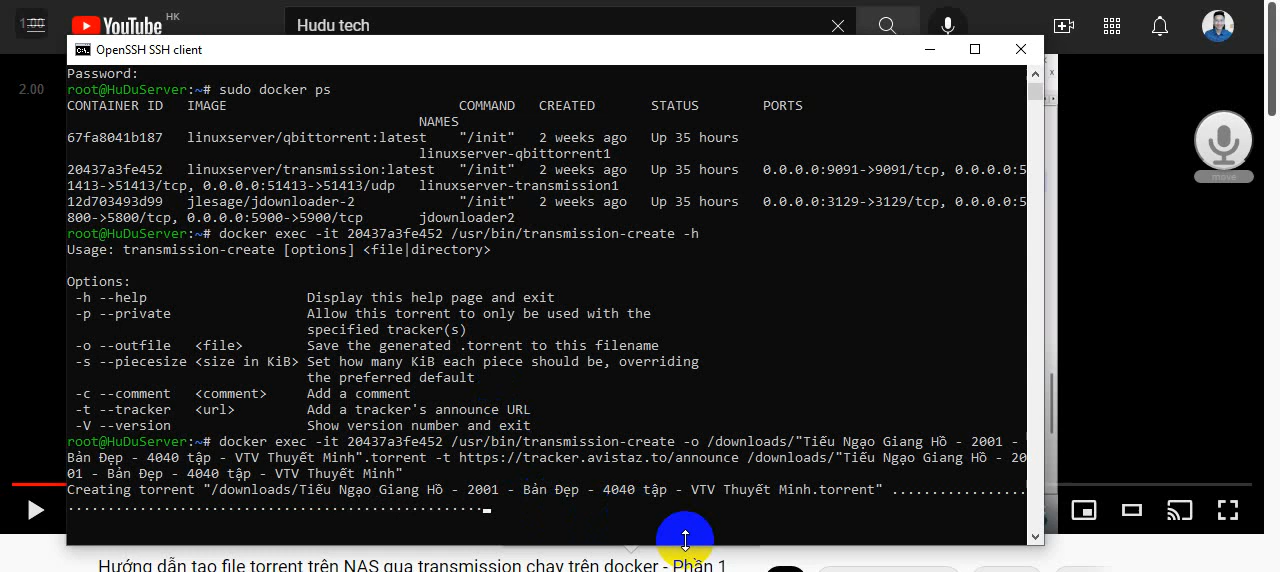 1.00
YouTube HK
Hudu tech
OpenSSH SSH client
2.00
Password:
root@HuDuServer:~# sudo docker ps
CONTAINER ID   IMAGE                             COMMAND   CREATED       STATUS        PORTS
NAMES
67fa8041b187   linuxserver/qbittorrent:latest    "/init"   2 weeks ago   Up 35 hours
linuxserver-qbittorrent1
20437a3fe452   linuxserver/transmission:latest   "/init"   2 weeks ago   Up 35 hours   0.0.0.0:9091->9091/tcp, 0.0.0.0:5
1413->51413/tcp, 0.0.0.0:51413->51413/udp   linuxserver-transmission1
12d703493d99   jlesage/jdownloader-2             "/init"   2 weeks ago   Up 35 hours   0.0.0.0:3129->3129/tcp, 0.0.0.0:5
800->5800/tcp, 0.0.0.0:5900->5900/tcp       jdownloader2
root@HuDuServer:~# docker exec -it 20437a3fe452 /usr/bin/transmission-create -h
Usage: transmission-create [options] <file|directory>
Options:
-h --help                    Display this help page and exit
-p --private                 Allow this torrent to only be used with the
specified tracker(s)
-o --outfile   <file>        Save the generated .torrent to this filename
-s --piecesize <size in KiB> Set how many KiB each piece should be, overriding
the preferred default
-c --comment   <comment>     Add a comment
-t --tracker   <url>         Add a tracker's announce URL
-V --version                 Show version number and exit
root@HuDuServer:~# docker exec -it 20437a3fe452 /usr/bin/transmission-create -o /downloads/"Tiếu Ngạo Giang Hồ - 2001 -
Bản Đẹp - 4040 tập - VTV Thuyết Minh".torrent -t https://tracker.avistaz.to/announce /downloads/"Tiếu Ngạo Giang Hồ - 20
01 - Bản Đẹp - 4040 tập - VTV Thuyết Minh"
Creating torrent "/downloads/Tiếu Ngạo Giang Hồ - 2001 - Bản Đẹp - 4040 tập - VTV Thuyết Minh.torrent" .................
....................................................
move
Hướng dẫn tạo file torrent trên NAS qua transmission chạy trên docker - Phần 1